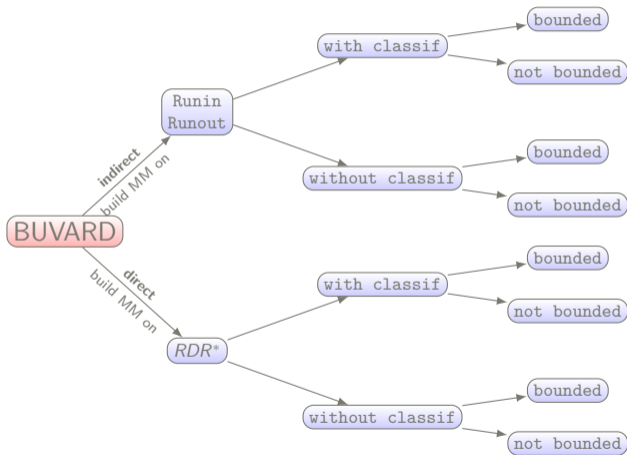 BUVARD
indirect
build MM on
Runin
Runout
with classif
bounded
not bounded
without classif
bounded
not bounded
direct
build MM on
RDR*
with classif
bounded
not bounded
without classif
bounded
not bounded